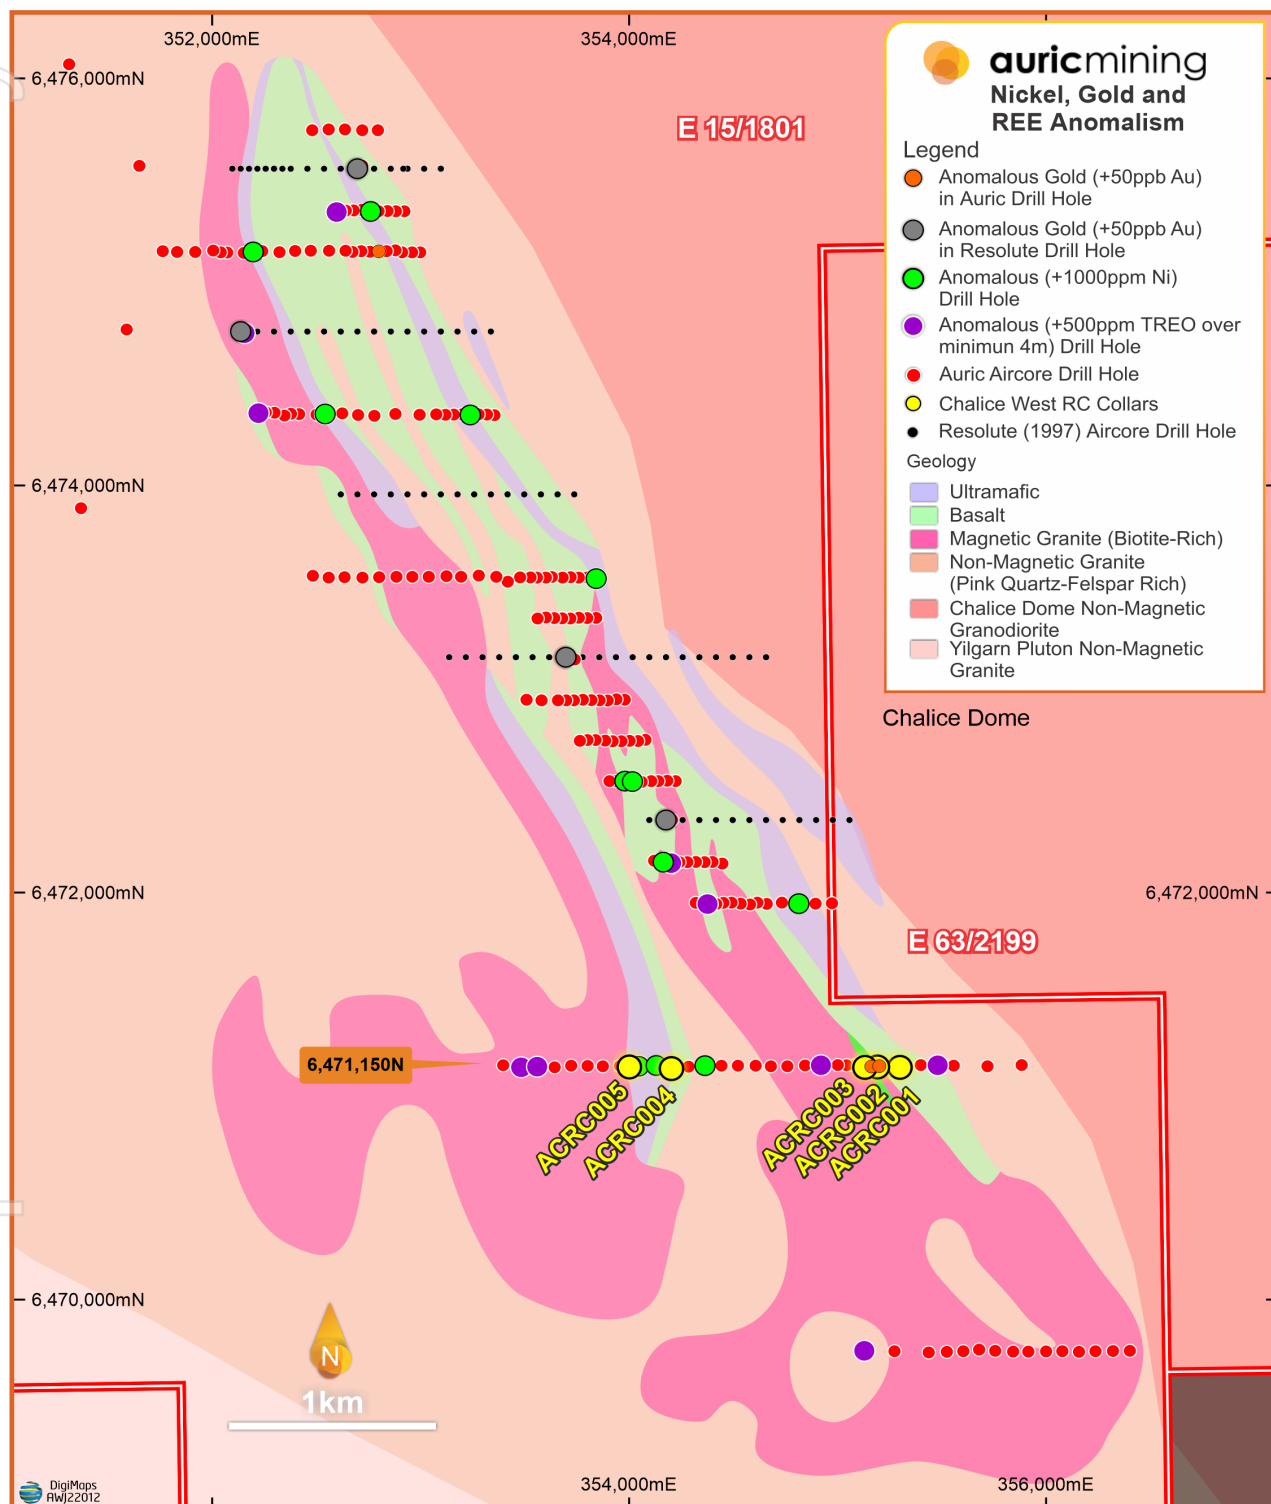 352,000mE
354,000mE
6,476,000mN
auricmining
Nickel, Gold and
REE Anomalism
Legend
Anomalous Gold (+50ppb Au)
in Auric Drill Hole
Anomalous Gold (+50ppb Au)
in Resolute Drill Hole
Anomalous (+1000ppm Ni)
Drill Hole
Anomalous (+500ppm TREO over
minimun 4m) Drill Hole
Auric Aircore Drill Hole
Chalice West RC Collars
Resolute (1997) Aircore Drill Hole
Geology
Ultramafic
Basalt
Magnetic Granite (Biotite-Rich)
Non-Magnetic Granite
(Pink Quartz-Felspar Rich)
Chalice Dome Non-Magnetic
Granodiorite
Yilgarn Pluton Non-Magnetic
Granite
E 15/1801
6,474,000mN
Chalice Dome
6,472,000mN
6,472,000mN
E 63/2199
6,471,150N
ACRC005
ACRC004
ACRC003
ACRC002
ACRC001
6,470,000mN
N
1km
354,000mE
356,000mE
DigiMaps
AWJ22012